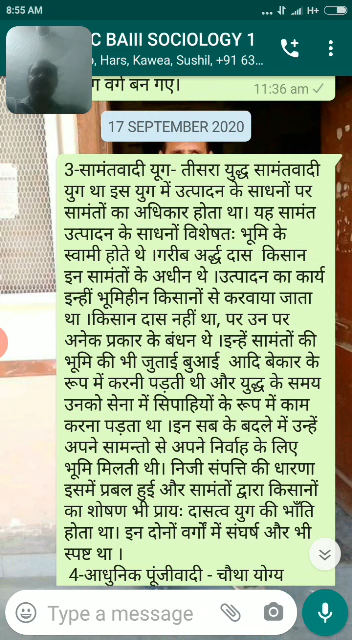 8:55 AM
H+
C BAIII SOCIOLOGY 1
, Hars, Kawea, Sushil, +91 63...
वर्ग बन गए।
11:36 am
17 SEPTEMBER 2020
3-सामंतवादी यूग- तीसरा युद्ध सामंतवादी
युग था इस युग में उत्पादन के साधनों पर
सामंतों का अधिकार होता था। यह सामंत
उत्पादन के साधनों विशेषतः भूमि के
स्वामी होते थे ।गरीब अर्द्ध दास किसान
इन सामंतों के अधीन थे ।उत्पादन का कार्य
इन्हीं भूमिहीन किसानों से करवाया जाता
था ।किसान दास नहीं था, पर उन पर
अनेक प्रकार के बंधन थे ।इन्हें सामंतों की
भूमि की भी जुताई बुआई आदि बेकार के
रूप में करनी पड़ती थी और युद्ध के समय
उनको सेना में सिपाहियों के रूप में काम
करना पड़ता था ।इन सब के बदले में उन्हें
अपने सामन्तो से अपने निर्वाह के लिए
भूमि मिलती थी। निजी संपत्ति की धारणा
इसमें प्रबल हुई और सामंतों द्वारा किसानों
का शोषण भी प्रायः दासत्व युग की भाँति
होता था। इन दोनों वर्गों में संघर्ष और भी
स्पष्ट था ।
4-आधुनिक पूंजीवादी - चौथा योग्य
Type a message